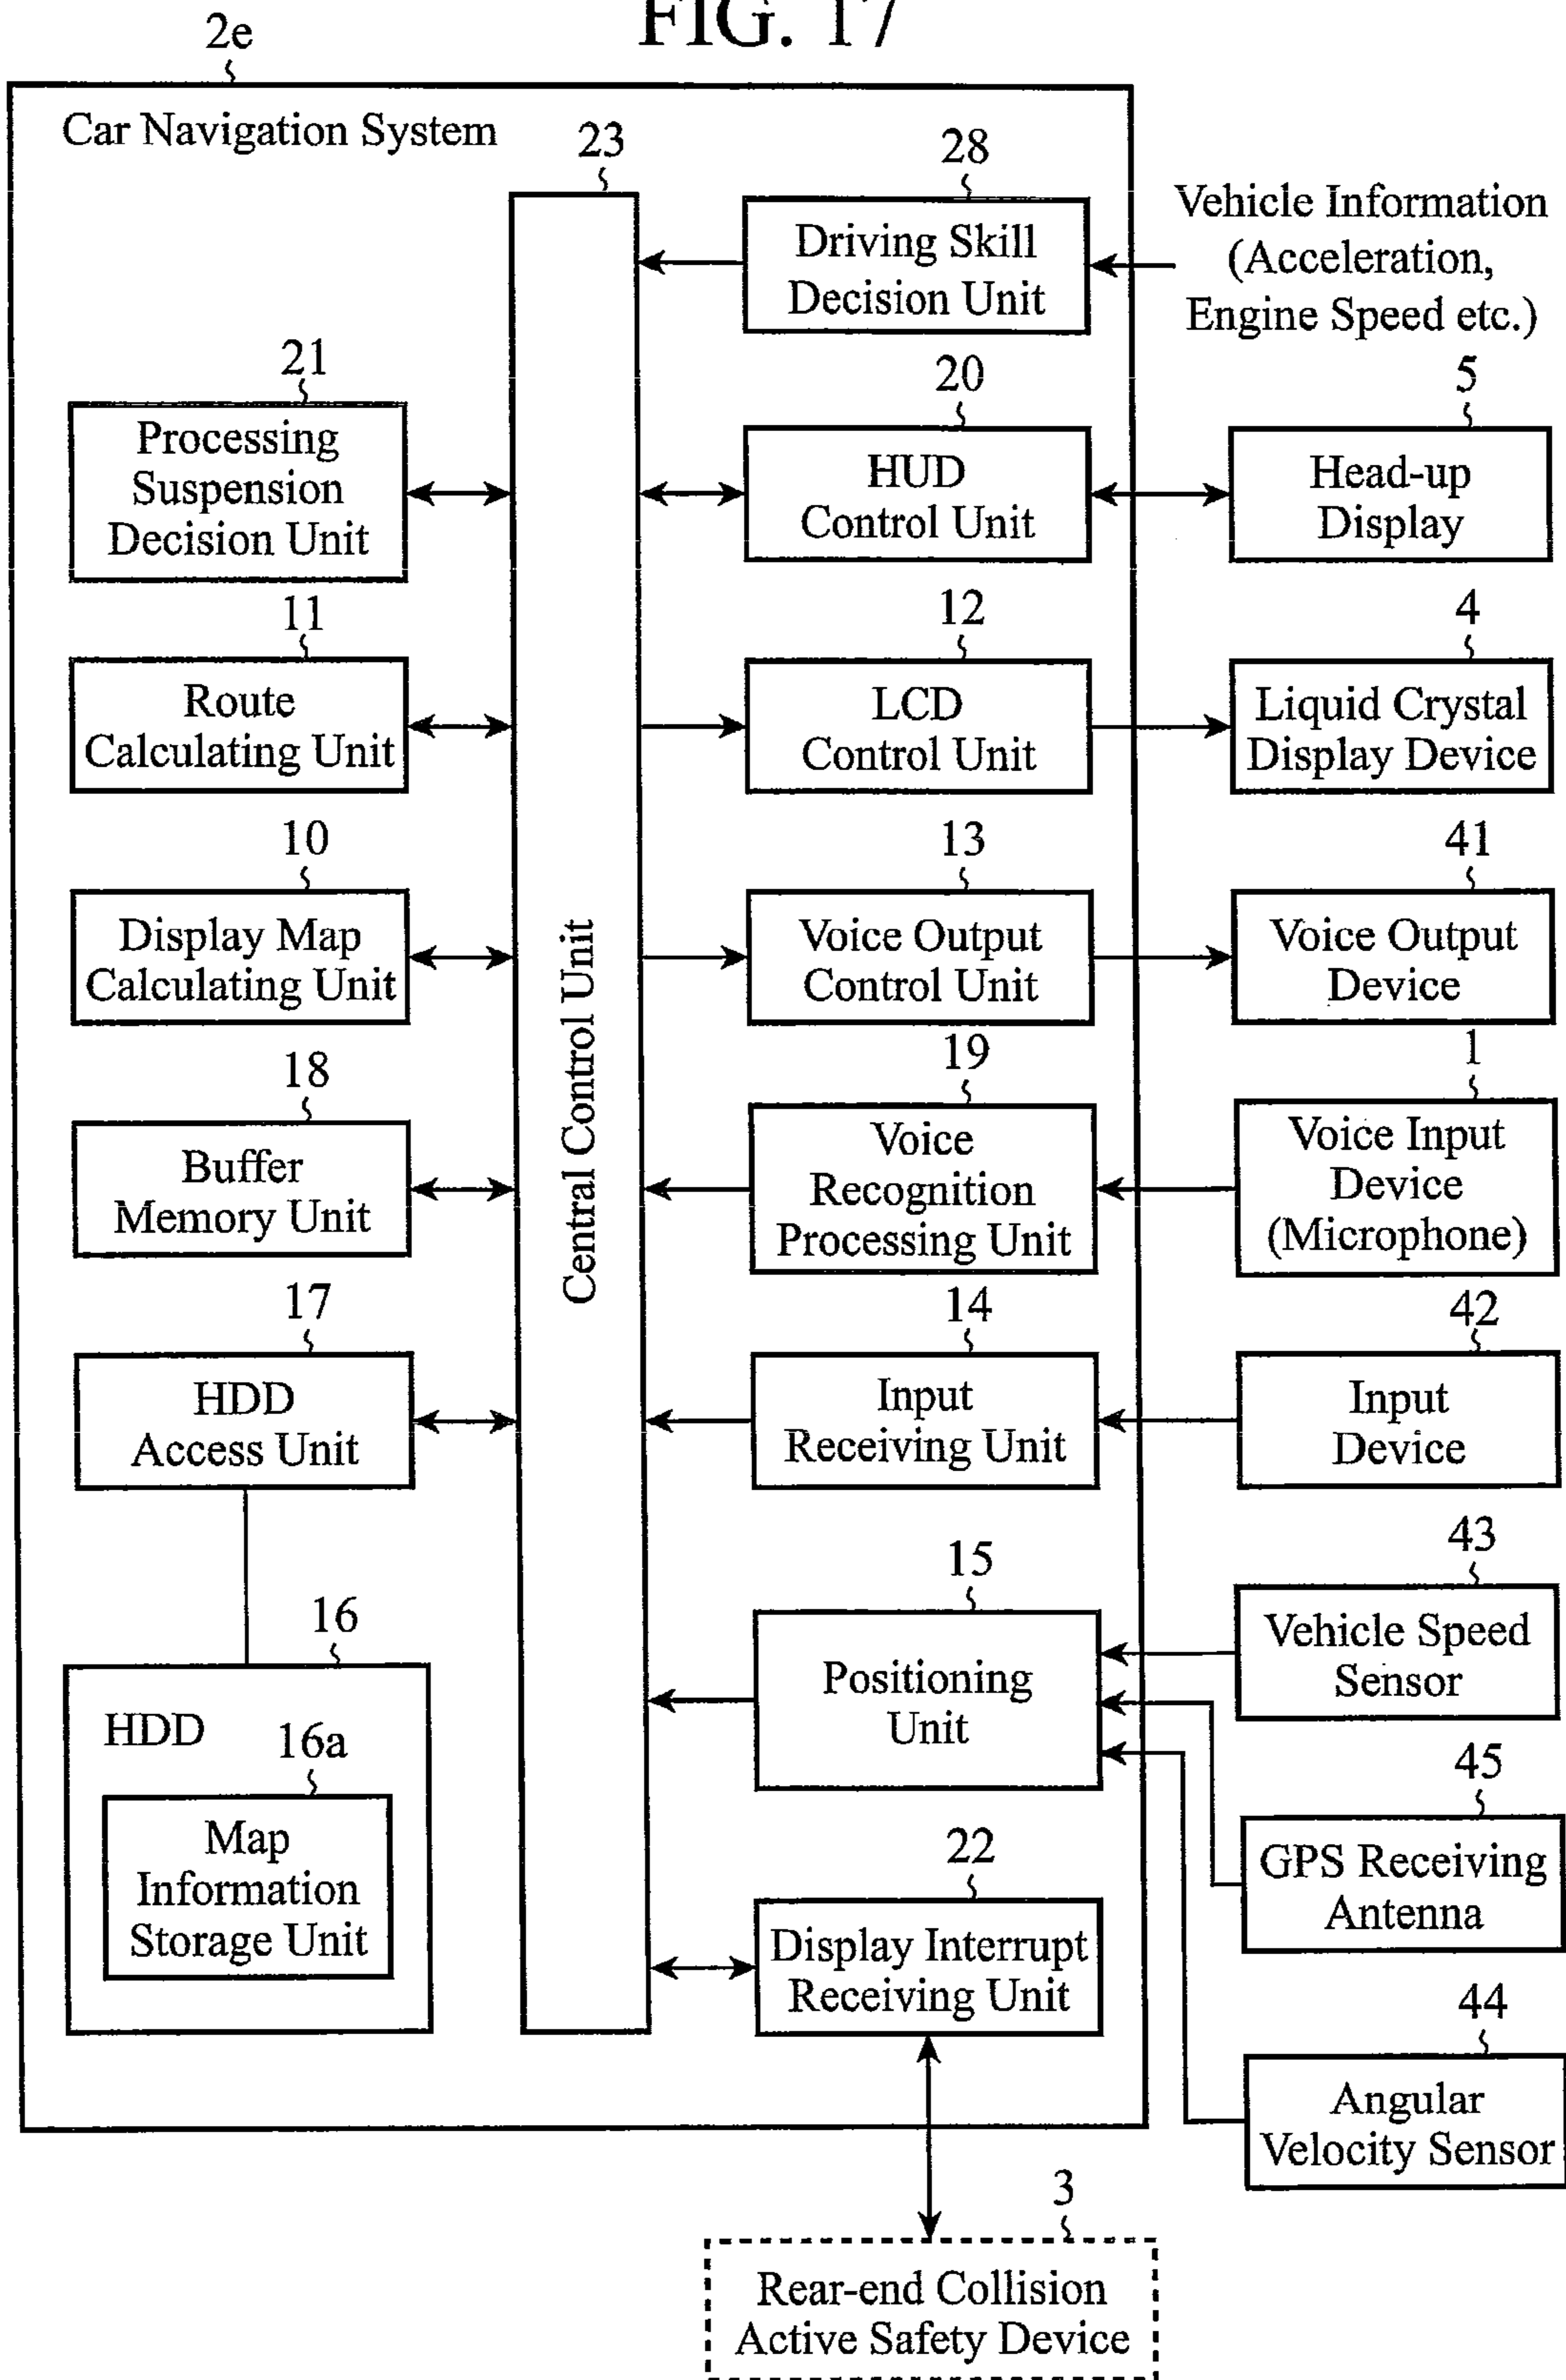 FIG. 17
2e
Car Navigation System
23
28
Driving Skill
Decision Unit
Vehicle Information
(Acceleration,
Engine Speed etc.)
21
Processing
Suspension
Decision Unit
20
HUD
Control Unit
5
Head-up
Display
11
Route
Calculating Unit
12
LCD
Control Unit
4
Liquid Crystal
Display Device
10
Display Map
Calculating Unit
13
Voice Output
Control Unit
41
Voice Output
Device
Central Control Unit
18
Buffer
Memory Unit
19
Voice
Recognition
Processing Unit
1
Voice Input
Device
(Microphone)
17
HDD
Access Unit
14
Input
Receiving Unit
42
Input
Device
16
HDD
16a
Map
Information
Storage Unit
15
Positioning
Unit
43
Vehicle Speed
Sensor
45
GPS Receiving
Antenna
22
Display Interrupt
Receiving Unit
44
Angular
Velocity Sensor
3
Rear-end Collision
Active Safety Device